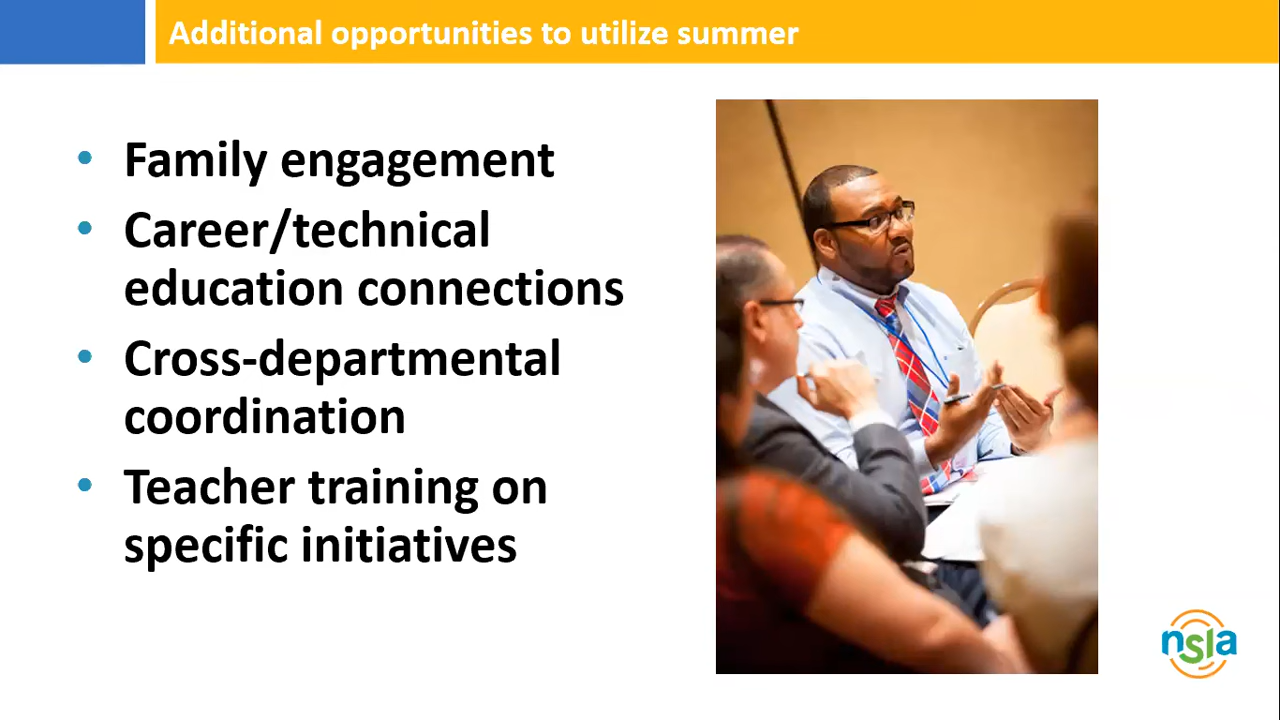 Additional opportunities to utilize summer
• Family engagement
• Career/technical
education connections
• Cross-departmental
coordination
• Teacher training on
specific initiatives
nsla